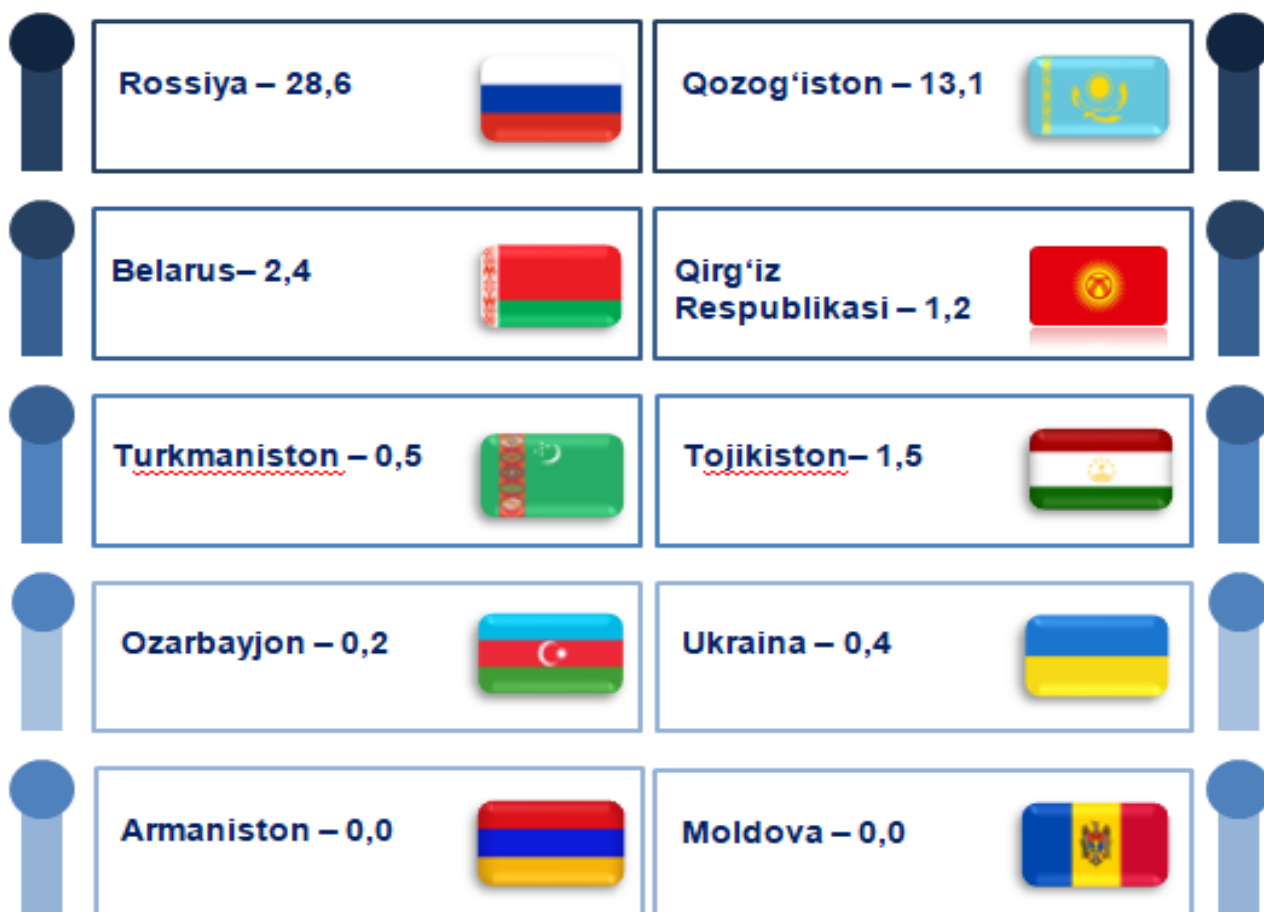 Rossiya – 28,6
Qozog‘iston – 13,1
Belarus– 2,4
Qirg‘iz
Respublikasi – 1,2
Turkmaniston – 0,5
Tojikiston– 1,5
Ozarbayjon – 0,2
Ukraina – 0,4
Armaniston – 0,0
Moldova – 0,0